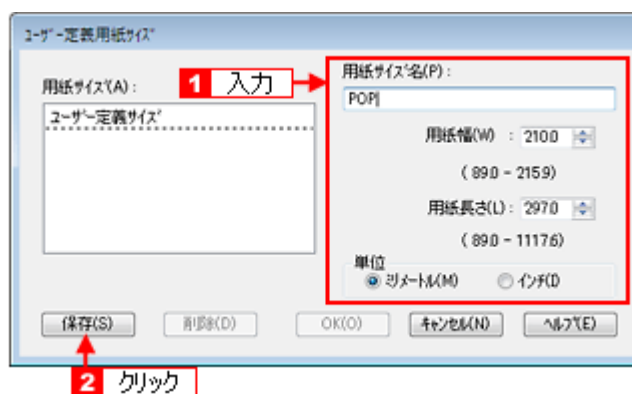 ユーザー定義用紙サイズ
用紙サイズ(A) :
ユーザー定義サイズ
1 入力
用紙サイズ名(P) :
POP
用紙幅(W) : 210.0
( 89.0 - 215.9)
用紙長さ(L) : 297.0
( 89.0 - 1117.6)
単位
ミリメートル(M) インチ(I)
保存(S) 削除(D) OK(O) キャンセル(N) ヘルプ(E)
2 クリック